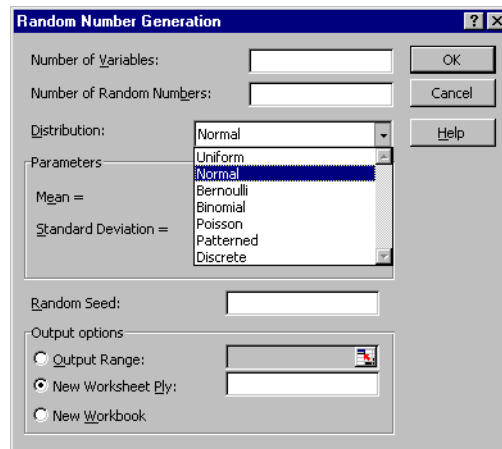 Random Number Generation
Number of Variables:
OK
Number of Random Numbers:
Cancel
Distribution:
Normal
Help
Uniform
Parameters
Normal
Bernoulli
Mean =
Binomial
Standard Deviation =
Poisson
Patterned
Discrete
Random Seed:
Output options
Output Range:
New Worksheet Ply:
New Workbook